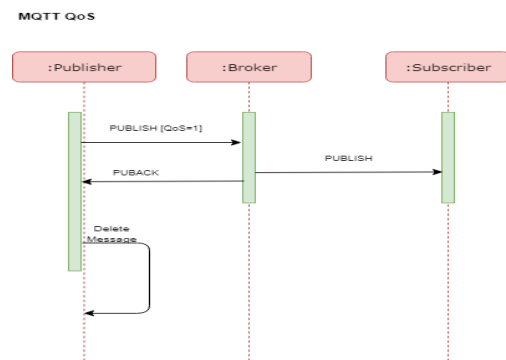 MQTT QoS
:Publisher
:Broker
:Subscriber
PUBLISH [QoS=1]
PUBLISH
PUBACK
Delete
Message